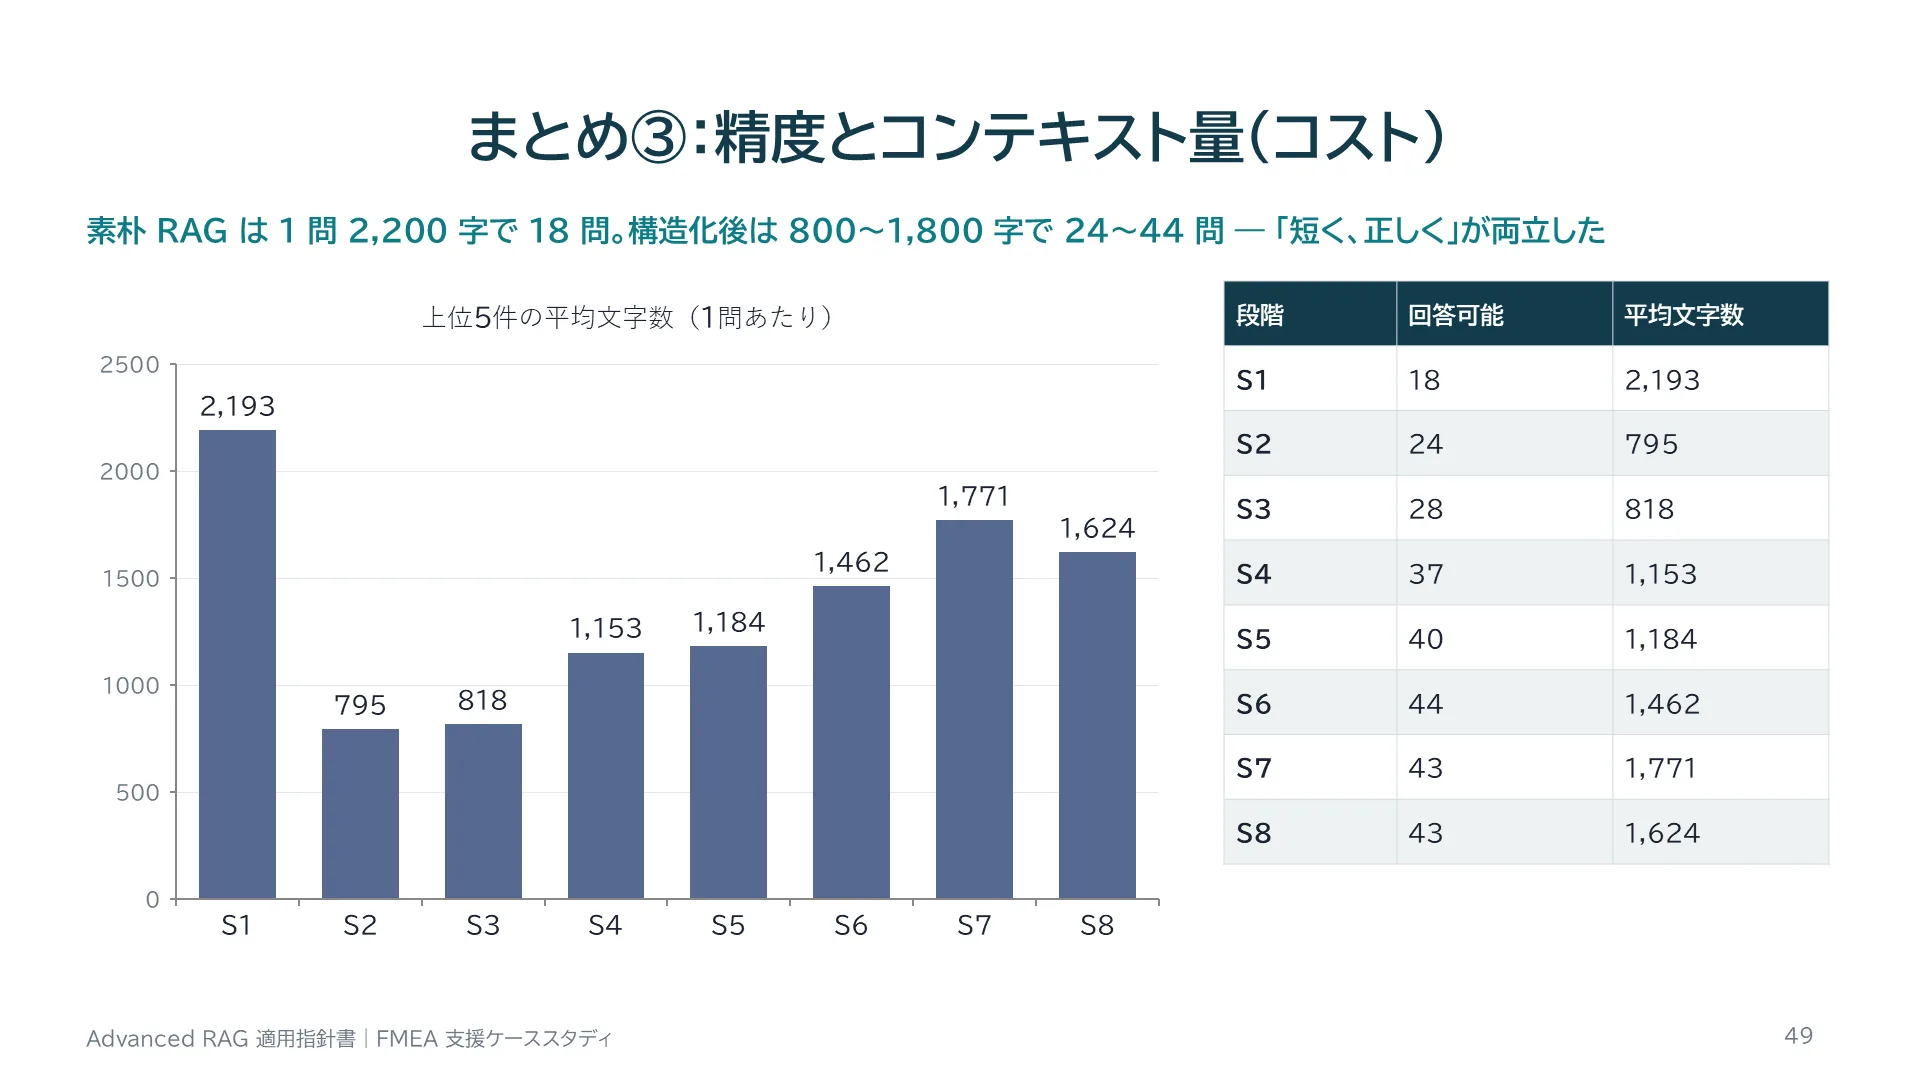 まとめ③：精度とコンテキスト量（コスト）
素朴 RAG は 1 問 2,200 字で 18 問。構造化後は 800～1,800 字で 24～44 問 ―「短く、正しく」が両立した
上位5件の平均文字数（1問あたり）
2500
2000
1500
1000
500
0
2,193
795
818
1,153
1,184
1,462
1,771
1,624
S1 S2 S3 S4 S5 S6 S7 S8
段階 回答可能 平均文字数
S1 18 2,193
S2 24 795
S3 28 818
S4 37 1,153
S5 40 1,184
S6 44 1,462
S7 43 1,771
S8 43 1,624
Advanced RAG 適用指針書｜FMEA 支援ケーススタディ
49